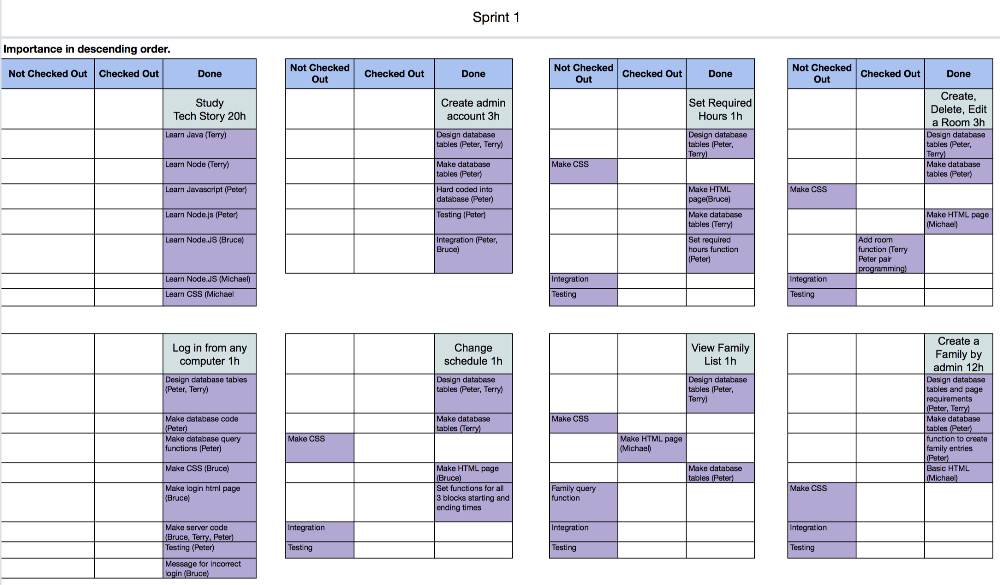 Sprint 1
Importance in descending order.
Not Checked Out
Checked Out
Done
Study
Tech Story 20h
Learn Java (Terry)
Learn Node (Terry)
Learn Javascript (Peter)
Learn Node.js (Peter)
Learn Node.JS (Bruce)
Learn Node.JS (Michael)
Learn CSS (Michael
Not Checked
Out
Checked Out
Done
Create admin
account 3h
Design database
tables (Peter, Terry)
Make database
tables (Peter)
Hard coded into
database (Peter)
Testing (Peter)
Integration (Peter,
Bruce)
Not Checked
Out
Checked Out
Done
Set Required
Hours 1h
Design database
tables (Peter,
Terry)
Make CSS
Make HTML
page(Bruce)
Make database
tables (Terry)
Set required
hours function
(Peter)
Integration
Testing
Not Checked
Out
Checked Out
Done
Create,
Delete, Edit
a Room 3h
Design database
tables (Peter,
Terry)
Make database
tables (Peter)
Make CSS
Make HTML page
(Michael)
Add room
function (Terry
Peter pair
programming)
Integration
Testing
Log in from any
computer 1h
Design database tables
(Peter, Terry)
Make database code
(Peter)
Make database query
functions (Peter)
Make CSS (Bruce)
Make login html page
(Bruce)
Make server code
(Bruce, Terry, Peter)
Testing (Peter)
Message for incorrect
login (Bruce)
Change
schedule 1h
Design database
tables (Peter, Terry)
Make database
tables (Terry)
Make CSS
Make HTML page
(Bruce)
Set functions for all
3 blocks starting and
ending times
Integration
Testing
View Family
List 1h
Design database
tables (Peter,
Terry)
Make CSS
Make HTML page
(Michael)
Make database
tables (Peter)
Family query
function
Integration
Testing
Create a
Family by
admin 12h
Design database
tables and page
requirements
(Peter, Terry)
Make database
tables (Peter)
function to create
family entries
(Peter)
Basic HTML
(Michael)
Make CSS
Integration
Testing